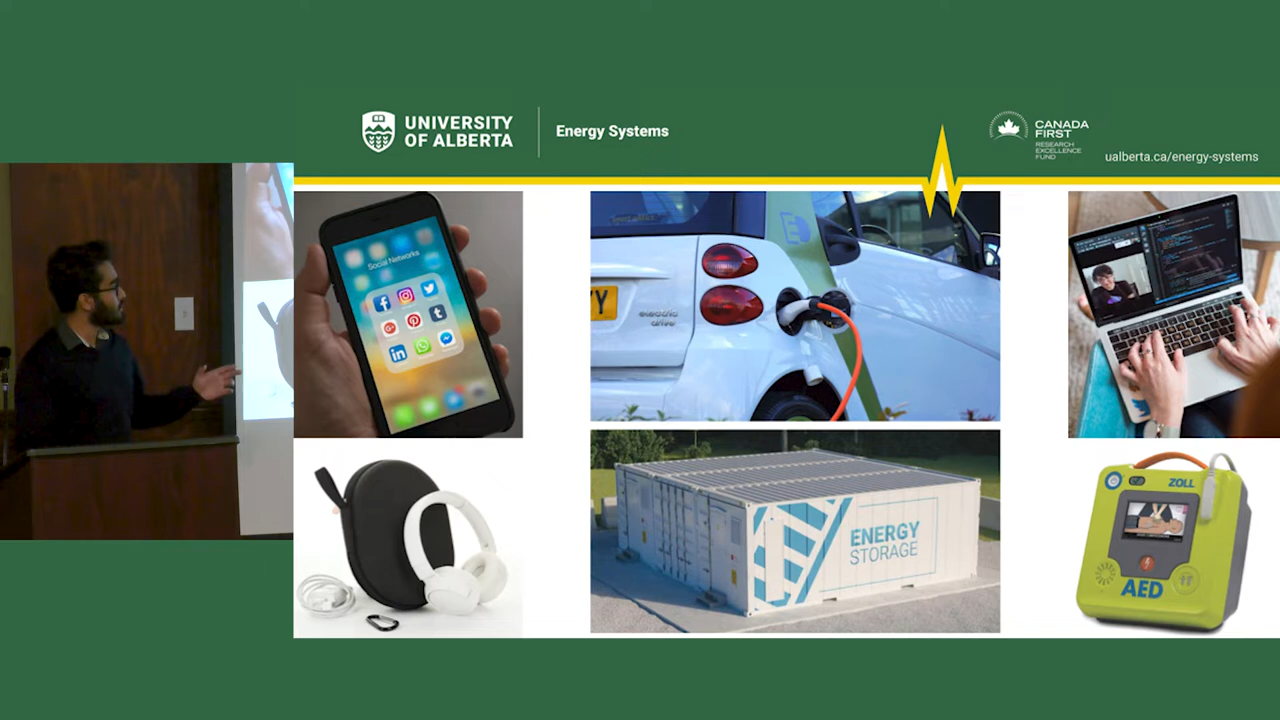 UNIVERSITY
OF ALBERTA
Energy Systems
CANADA
FIRST
RESEARCH
EXCELLENCE
FUND
ualberta.ca/energy-systems
Social Networks
electric
drive
ENERGY
STORAGE
ZOLL
AED